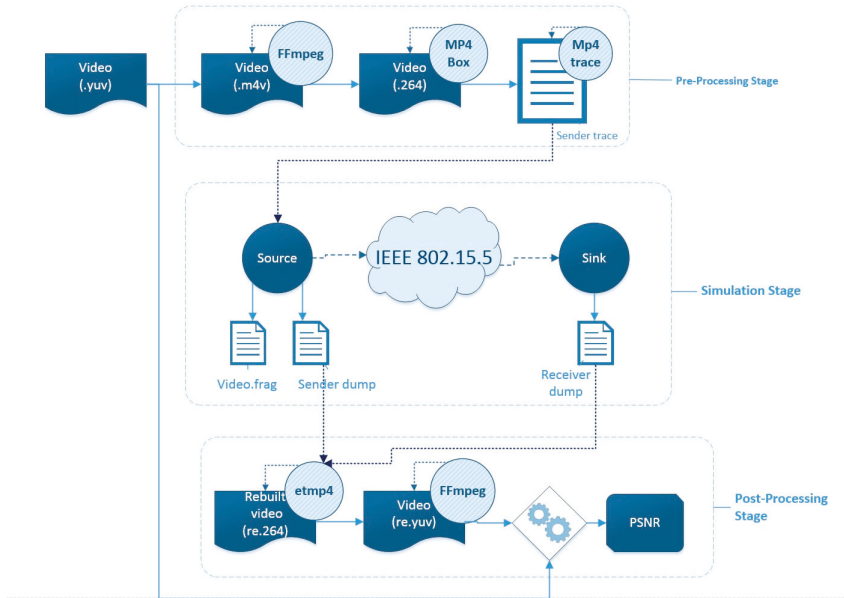 Video
(.yuv)
Video
(.m4v)
FFmpeg
Video
(.264)
MP4
Box
Mp4
trace
Sender trace
Pre-Processing Stage
Source
IEEE 802.15.5
Sink
Simulation Stage
Video.frag
Sender dump
Receiver
dump
Rebuilt
video
(re.264)
etmp4
Video
(re.yuv)
FFmpeg
PSNR
Post-Processing
Stage